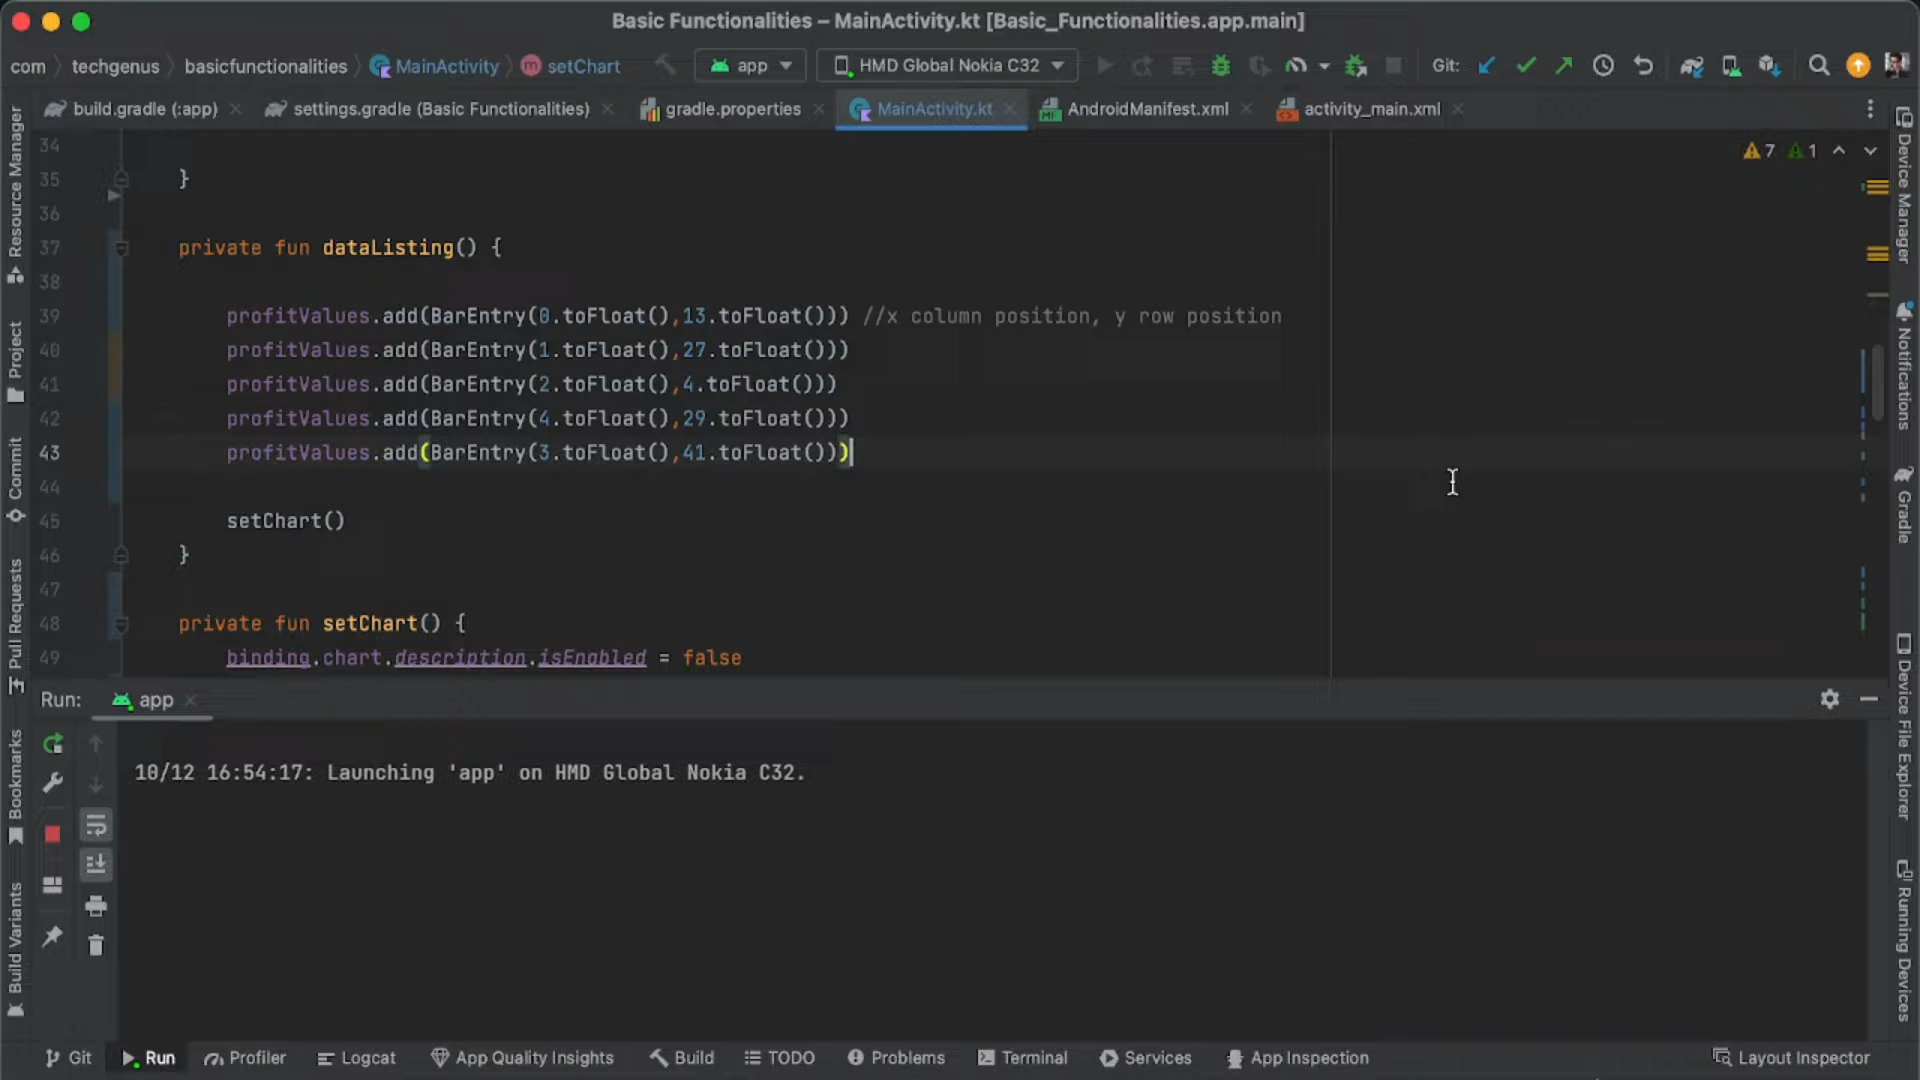 Basic Functionalities – MainActivity.kt [Basic_Functionalities.app.main]
com techgenus basicfunctionalities MainActivity setChart app HMD Global Nokia C32 Git:
build.gradle (:app) settings.gradle (Basic Functionalities) gradle.properties MainActivity.kt AndroidManifest.xml activity_main.xml
7 1
34
35 }
36
37 private fun dataListing() {
38
39 profitValues.add(BarEntry(0.toFloat(),13.toFloat())) //x column position, y row position
40 profitValues.add(BarEntry(1.toFloat(),27.toFloat()))
41 profitValues.add(BarEntry(2.toFloat(),4.toFloat()))
42 profitValues.add(BarEntry(4.toFloat(),29.toFloat()))
43 profitValues.add(BarEntry(3.toFloat(),41.toFloat()))
44
45 setChart()
46 }
47
48 private fun setChart() {
49 binding.chart.description.isEnabled = false
Run: app
10/12 16:54:17: Launching 'app' on HMD Global Nokia C32.
Resource Manager
Project
Commit
Pull Requests
Bookmarks
Build Variants
Device Manager
Notifications
Gradle
Device File Explorer
Running Devices
Git Run Profiler Logcat App Quality Insights Build TODO Problems Terminal Services App Inspection Layout Inspector